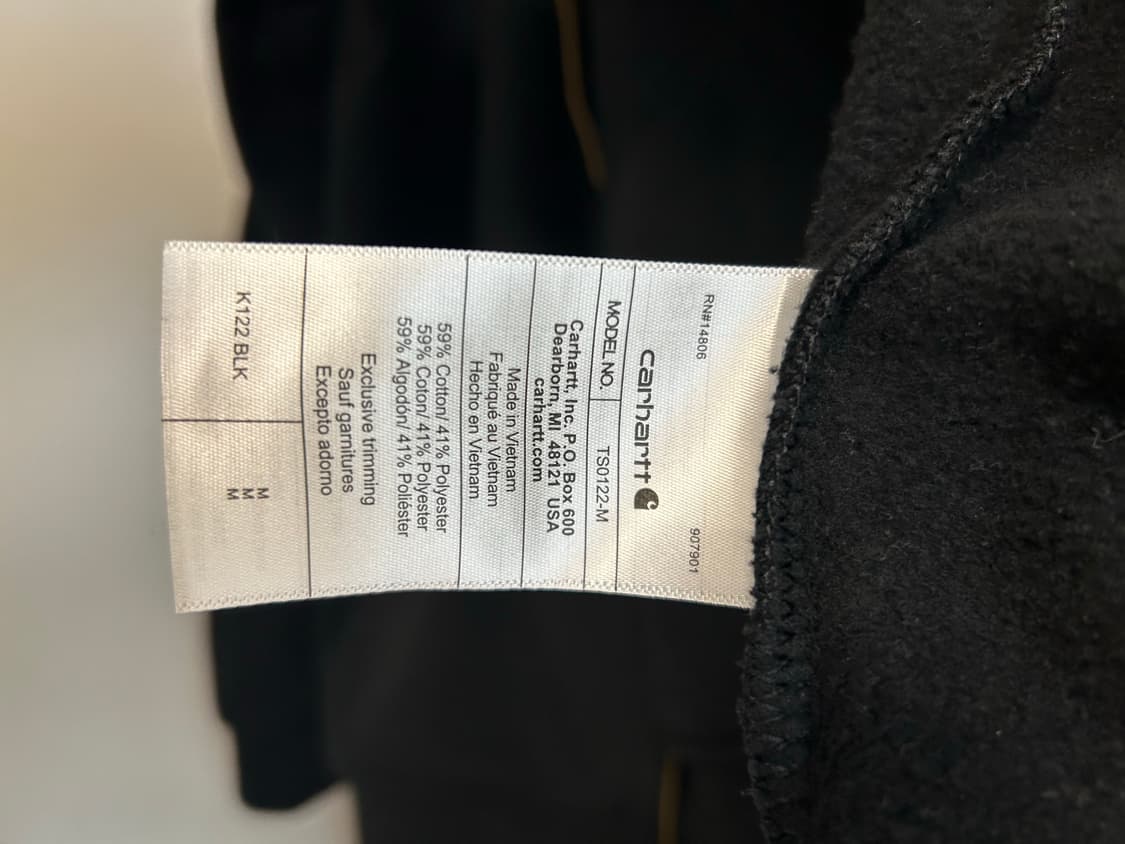 RN#14806 907901
carhartt
MODEL NO. TS0122-M
Carhartt, Inc. P.O. Box 600
Dearborn, MI 48121 USA
carhartt.com
Made in Vietnam
Fabriqué au Vietnam
Hecho en Vietnam
59% Cotton/ 41% Polyester
59% Coton/ 41% Polyester
59% Algodón/ 41% Poliéster
Exclusive trimming
Sauf garnitures
Excepto adorno
K122 BLK
M
M
M